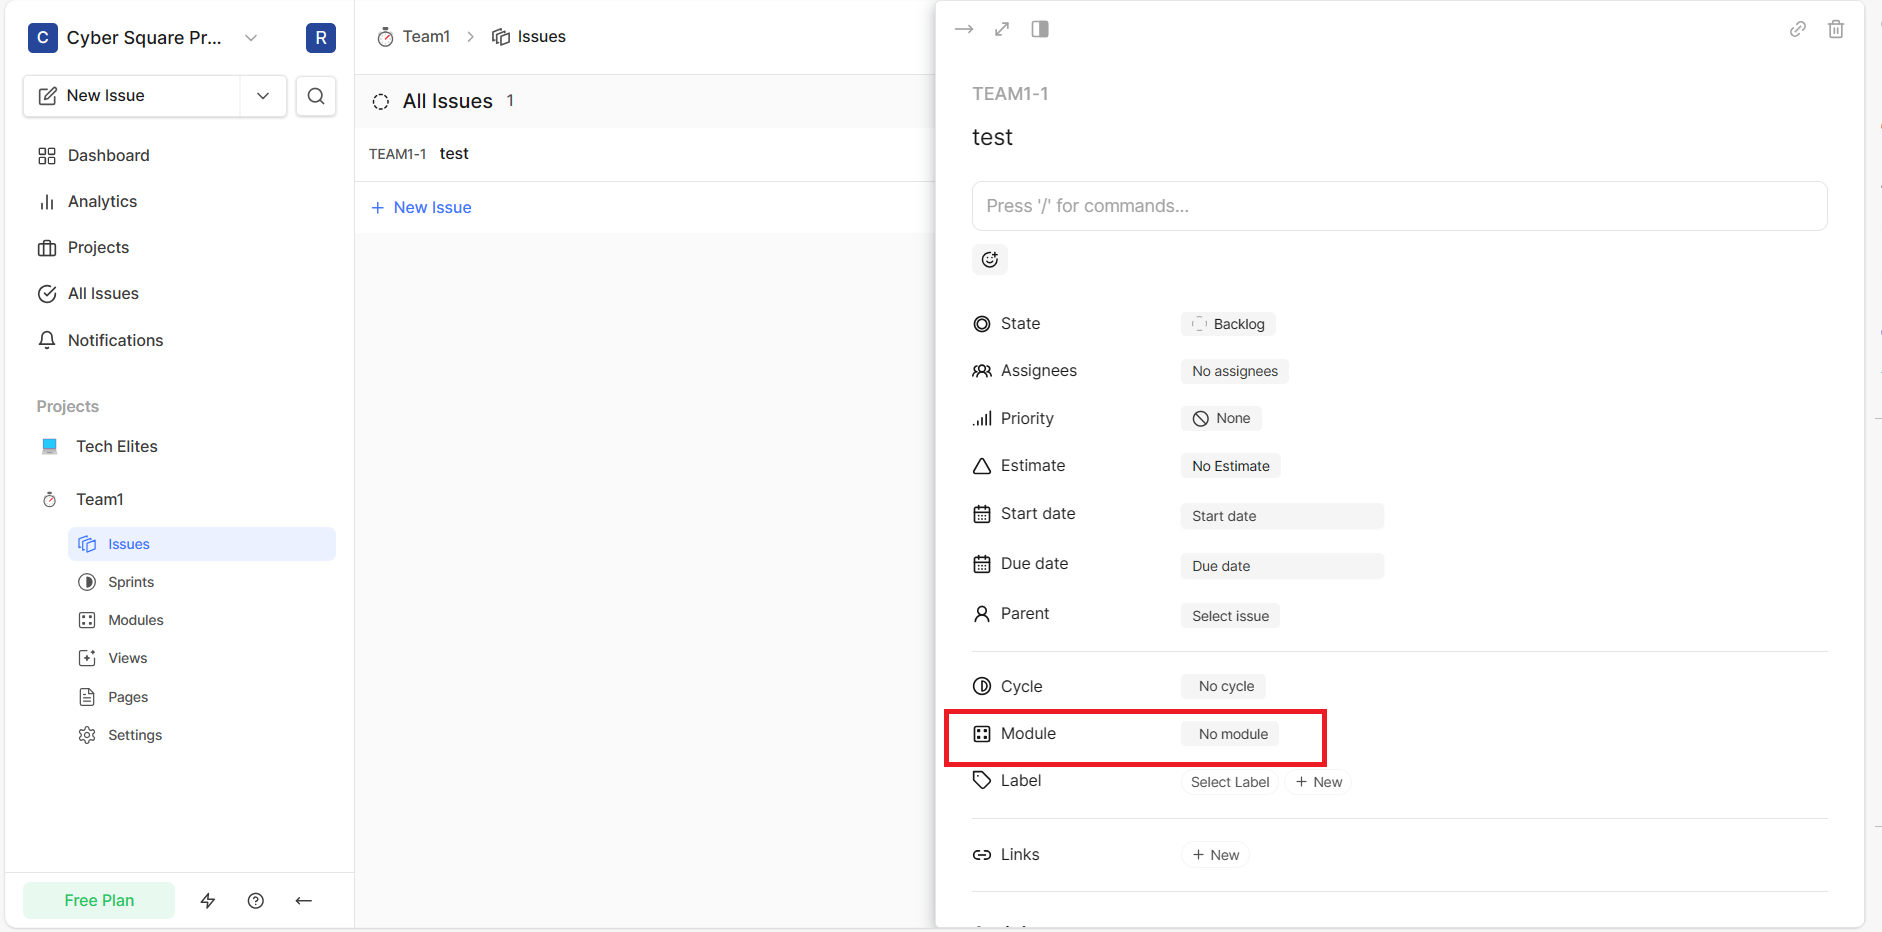 C Cyber Square Pr... R
New Issue
Dashboard
Analytics
Projects
All Issues
Notifications
Projects
Tech Elites
Team1
Issues
Sprints
Modules
Views
Pages
Settings
Free Plan
Team1 > Issues
All Issues 1
TEAM1-1 test
+ New Issue
TEAM1-1
test
Press '/' for commands...
State Backlog
Assignees No assignees
Priority None
Estimate No Estimate
Start date Start date
Due date Due date
Parent Select issue
Cycle No cycle
Module No module
Label Select Label + New
Links + New